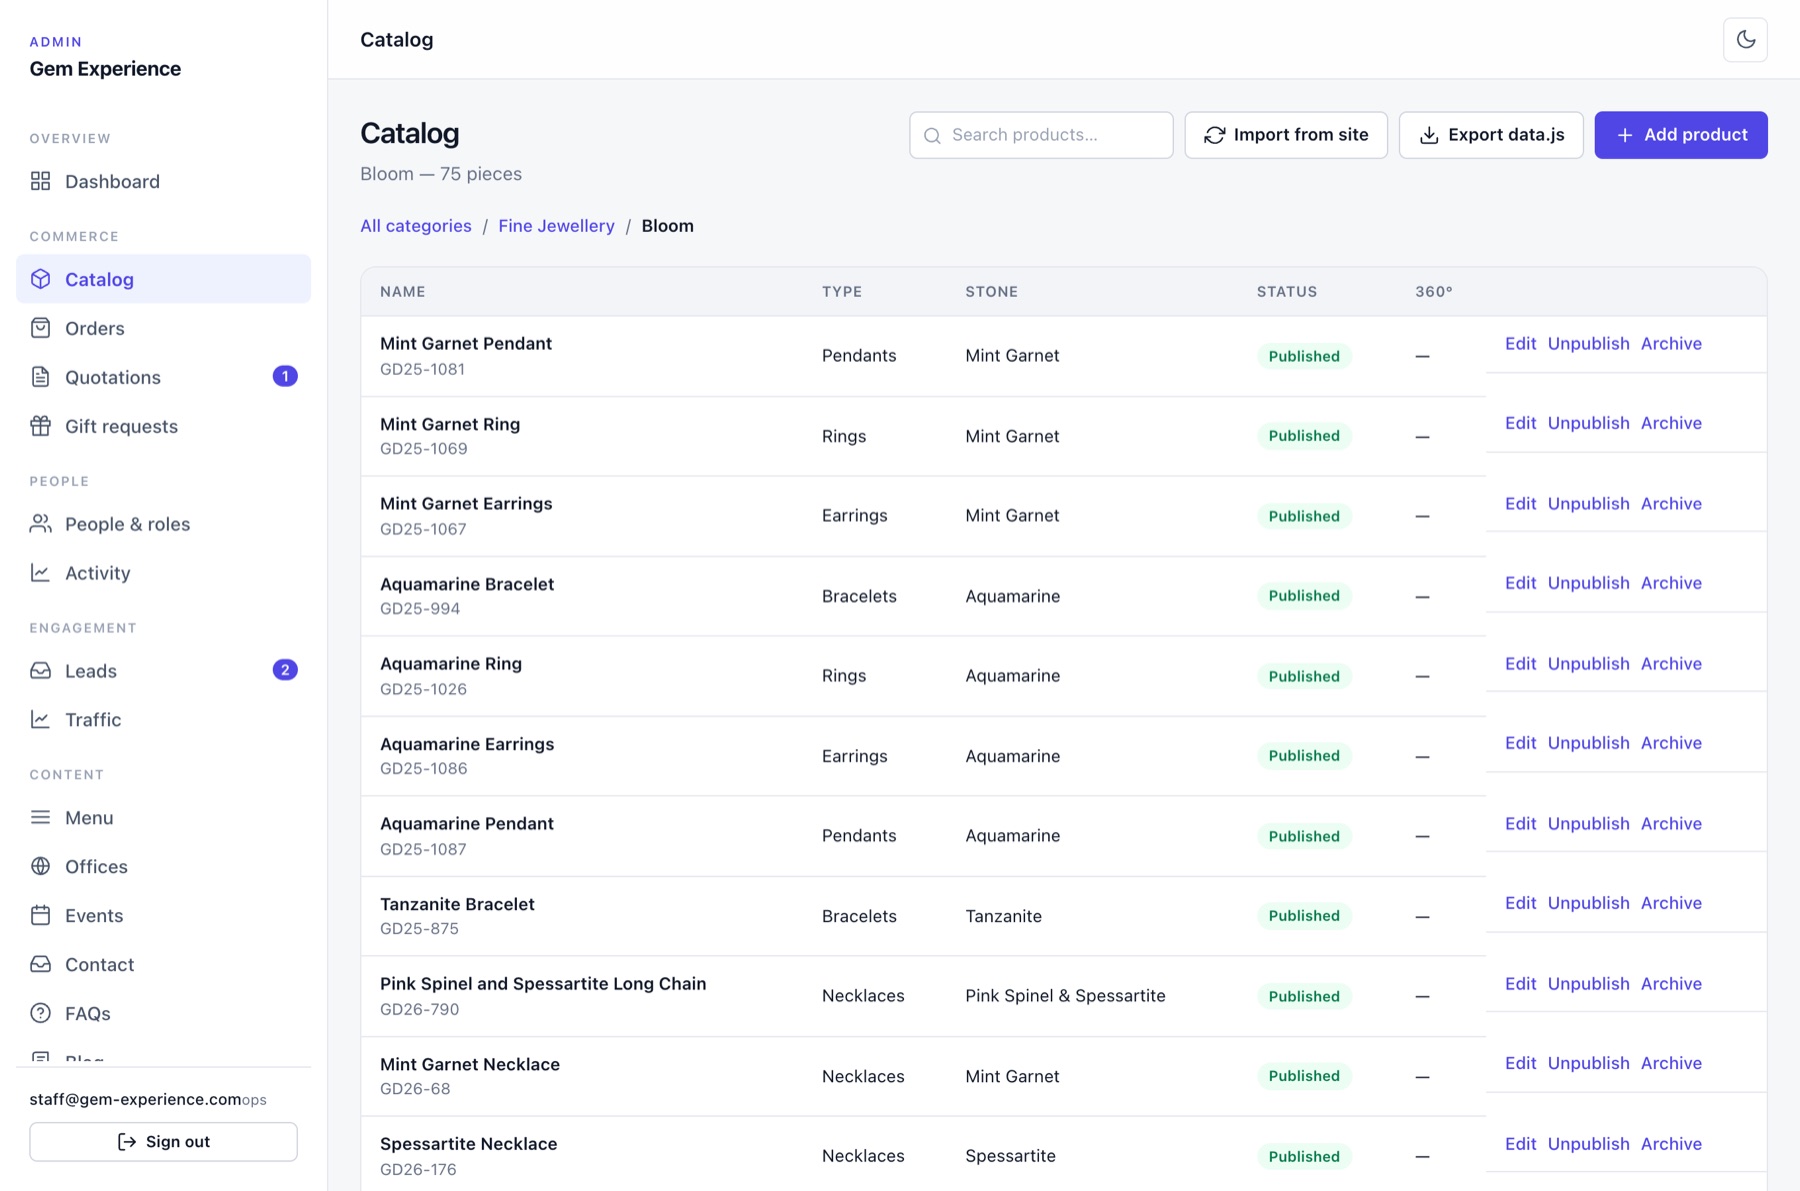 ADMIN
Gem Experience
OVERVIEW
Dashboard
COMMERCE
Catalog
Orders
Quotations 1
Gift requests
PEOPLE
People & roles
Activity
ENGAGEMENT
Leads 2
Traffic
CONTENT
Menu
Offices
Events
Contact
FAQs
Blog
staff@gem-experience.comops
Sign out
Catalog
Catalog
Bloom — 75 pieces
Search products...
Import from site
Export data.js
+ Add product
All categories / Fine Jewellery / Bloom
NAME TYPE STONE STATUS 360°
Mint Garnet Pendant
GD25-1081
Pendants Mint Garnet Published — Edit Unpublish Archive
Mint Garnet Ring
GD25-1069
Rings Mint Garnet Published — Edit Unpublish Archive
Mint Garnet Earrings
GD25-1067
Earrings Mint Garnet Published — Edit Unpublish Archive
Aquamarine Bracelet
GD25-994
Bracelets Aquamarine Published — Edit Unpublish Archive
Aquamarine Ring
GD25-1026
Rings Aquamarine Published — Edit Unpublish Archive
Aquamarine Earrings
GD25-1086
Earrings Aquamarine Published — Edit Unpublish Archive
Aquamarine Pendant
GD25-1087
Pendants Aquamarine Published — Edit Unpublish Archive
Tanzanite Bracelet
GD25-875
Bracelets Tanzanite Published — Edit Unpublish Archive
Pink Spinel and Spessartite Long Chain
GD26-790
Necklaces Pink Spinel & Spessartite Published — Edit Unpublish Archive
Mint Garnet Necklace
GD26-68
Necklaces Mint Garnet Published — Edit Unpublish Archive
Spessartite Necklace
GD26-176
Necklaces Spessartite Published — Edit Unpublish Archive